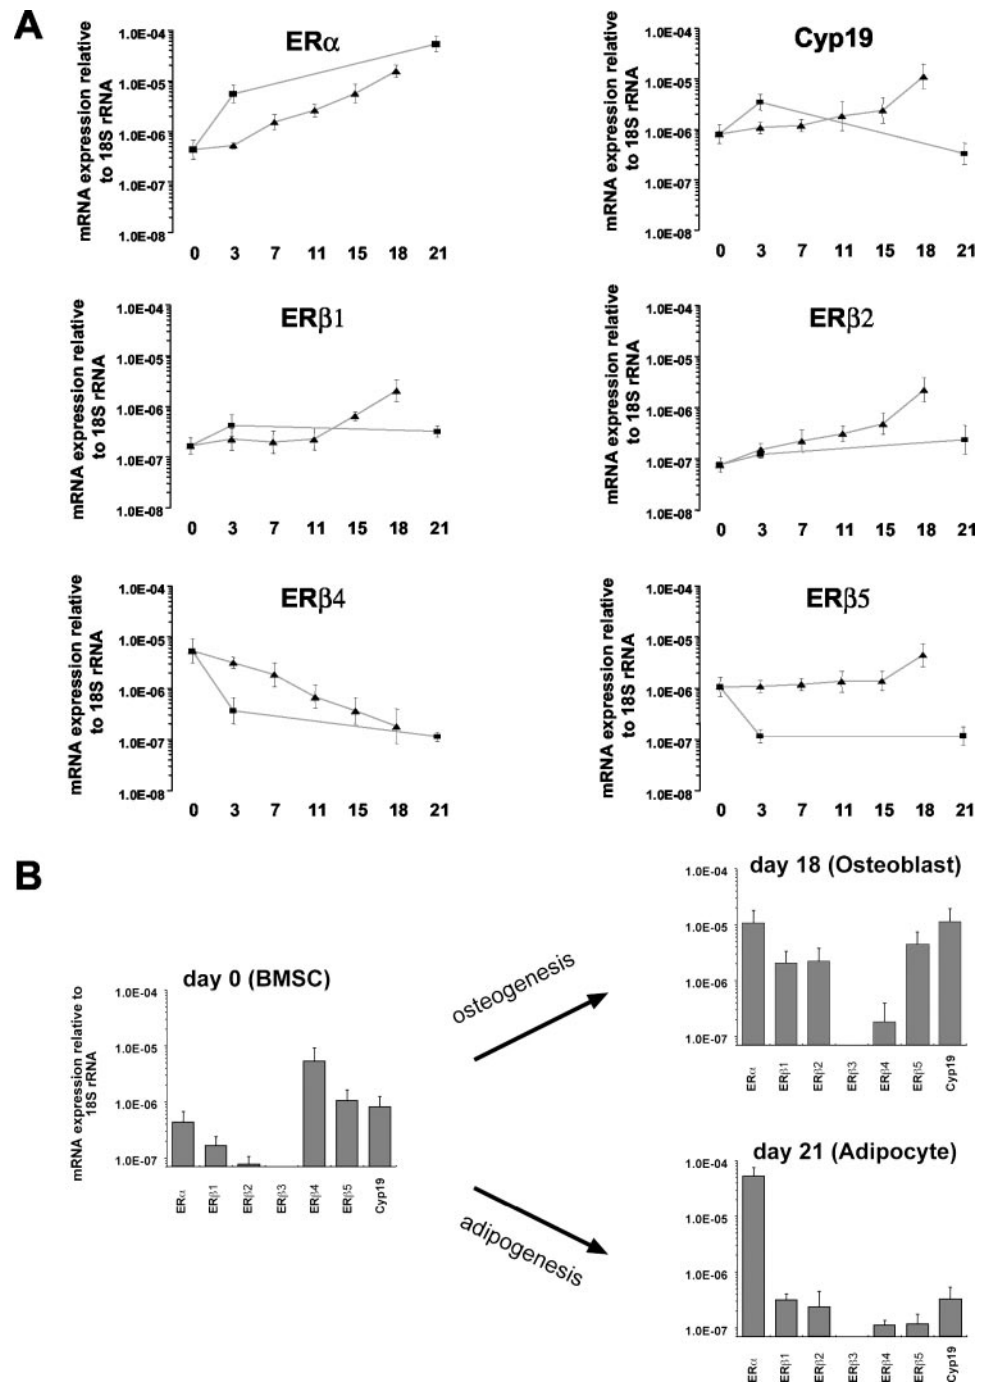 A
ERα
mRNA expression relative
to 18S rRNA
1.0E-04
1.0E-05
1.0E-06
1.0E-07
1.0E-08
0 3 7 11 15 18 21
Cyp19
mRNA expression relative
to 18S rRNA
1.0E-04
1.0E-05
1.0E-06
1.0E-07
1.0E-08
0 3 7 11 15 18 21
ERβ1
mRNA expression relative
to 18S rRNA
1.0E-04
1.0E-05
1.0E-06
1.0E-07
1.0E-08
0 3 7 11 15 18 21
ERβ2
mRNA expression relative
to 18S rRNA
1.0E-04
1.0E-05
1.0E-06
1.0E-07
1.0E-08
0 3 7 11 15 18 21
ERβ4
mRNA expression relative
to 18S rRNA
1.0E-04
1.0E-05
1.0E-06
1.0E-07
1.0E-08
0 3 7 11 15 18 21
ERβ5
mRNA expression relative
to 18S rRNA
1.0E-04
1.0E-05
1.0E-06
1.0E-07
1.0E-08
0 3 7 11 15 18 21
B
day 0 (BMSC)
mRNA expression relative to
18S rRNA
1.0E-04
1.0E-05
1.0E-06
1.0E-07
ERα ERβ1 ERβ2 ERβ3 ERβ4 ERβ5 Cyp19
osteogenesis
adipogenesis
day 18 (Osteoblast)
1.0E-04
1.0E-05
1.0E-06
1.0E-07
ERα ERβ1 ERβ2 ERβ3 ERβ4 ERβ5 Cyp19
day 21 (Adipocyte)
1.0E-04
1.0E-05
1.0E-06
1.0E-07
ERα ERβ1 ERβ2 ERβ3 ERβ4 ERβ5 Cyp19